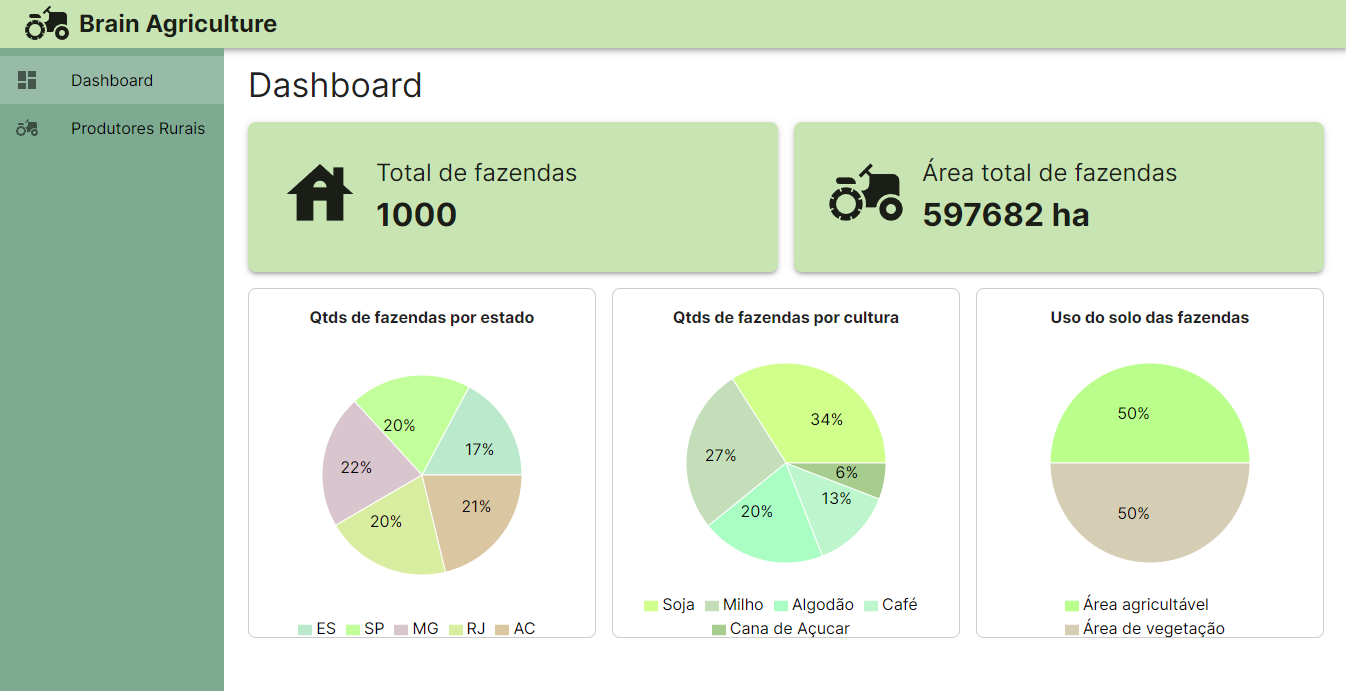 Brain Agriculture
Dashboard
Produtores Rurais
Dashboard
Total de fazendas
1000
Área total de fazendas
597682 ha
Qtds de fazendas por estado
20%
17%
22%
21%
20%
ES SP MG RJ AC
Qtds de fazendas por cultura
34%
27%
6%
13%
20%
Soja Milho Algodão Café
Cana de Açucar
Uso do solo das fazendas
50%
50%
Área agricultável
Área de vegetação